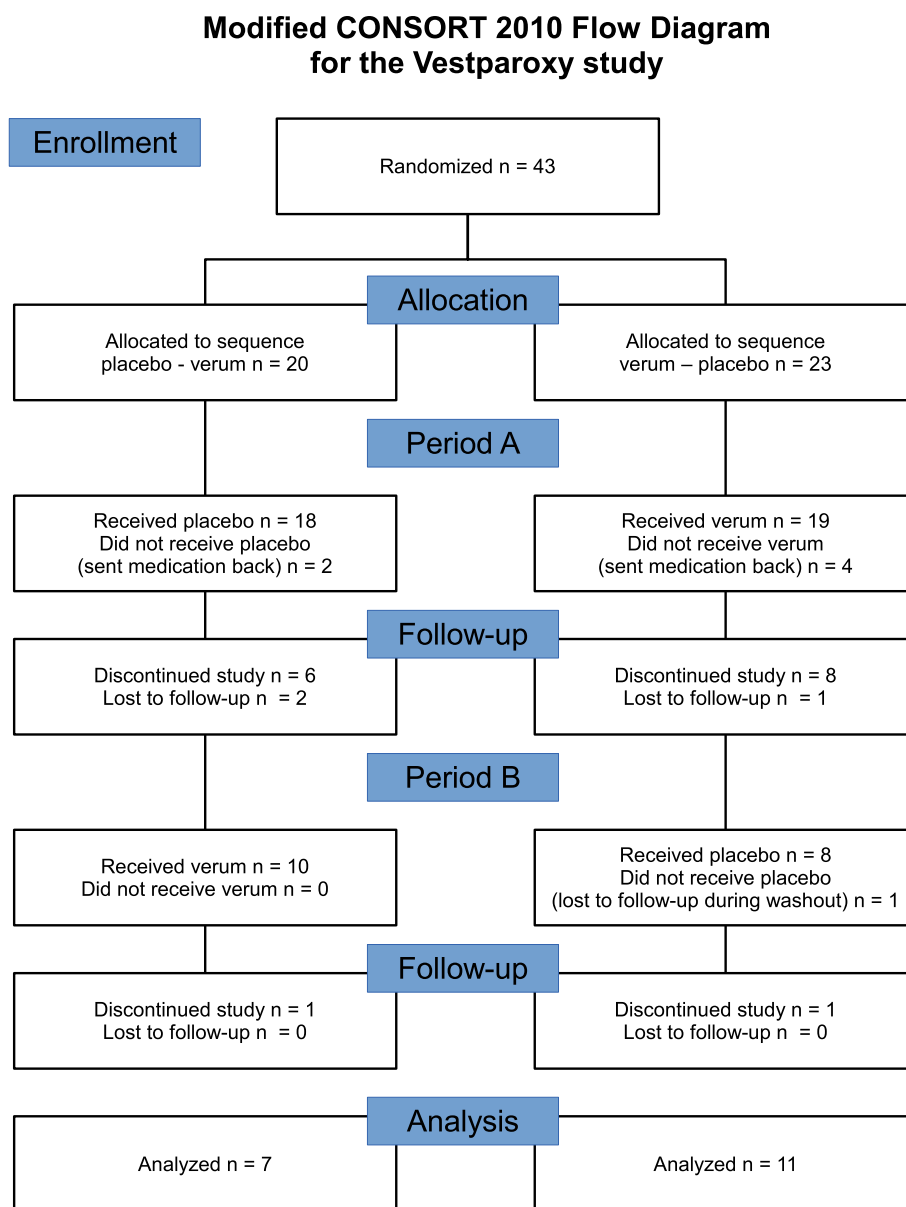 Modified CONSORT 2010 Flow Diagram
for the Vestparoxy study
Enrollment
Randomized n = 43
Allocation
Allocated to sequence
placebo - verum n = 20
Allocated to sequence
verum – placebo n = 23
Period A
Received placebo n = 18
Did not receive placebo
(sent medication back) n = 2
Received verum n = 19
Did not receive verum
(sent medication back) n = 4
Follow-up
Discontinued study n = 6
Lost to follow-up n  = 2
Discontinued study n = 8
Lost to follow-up n  = 1
Period B
Received verum n = 10
Did not receive verum n = 0
Received placebo n = 8
Did not receive placebo
(lost to follow-up during washout) n = 1
Follow-up
Discontinued study n = 1
Lost to follow-up n  = 0
Discontinued study n = 1
Lost to follow-up n  = 0
Analysis
Analyzed n = 7
Analyzed n = 11